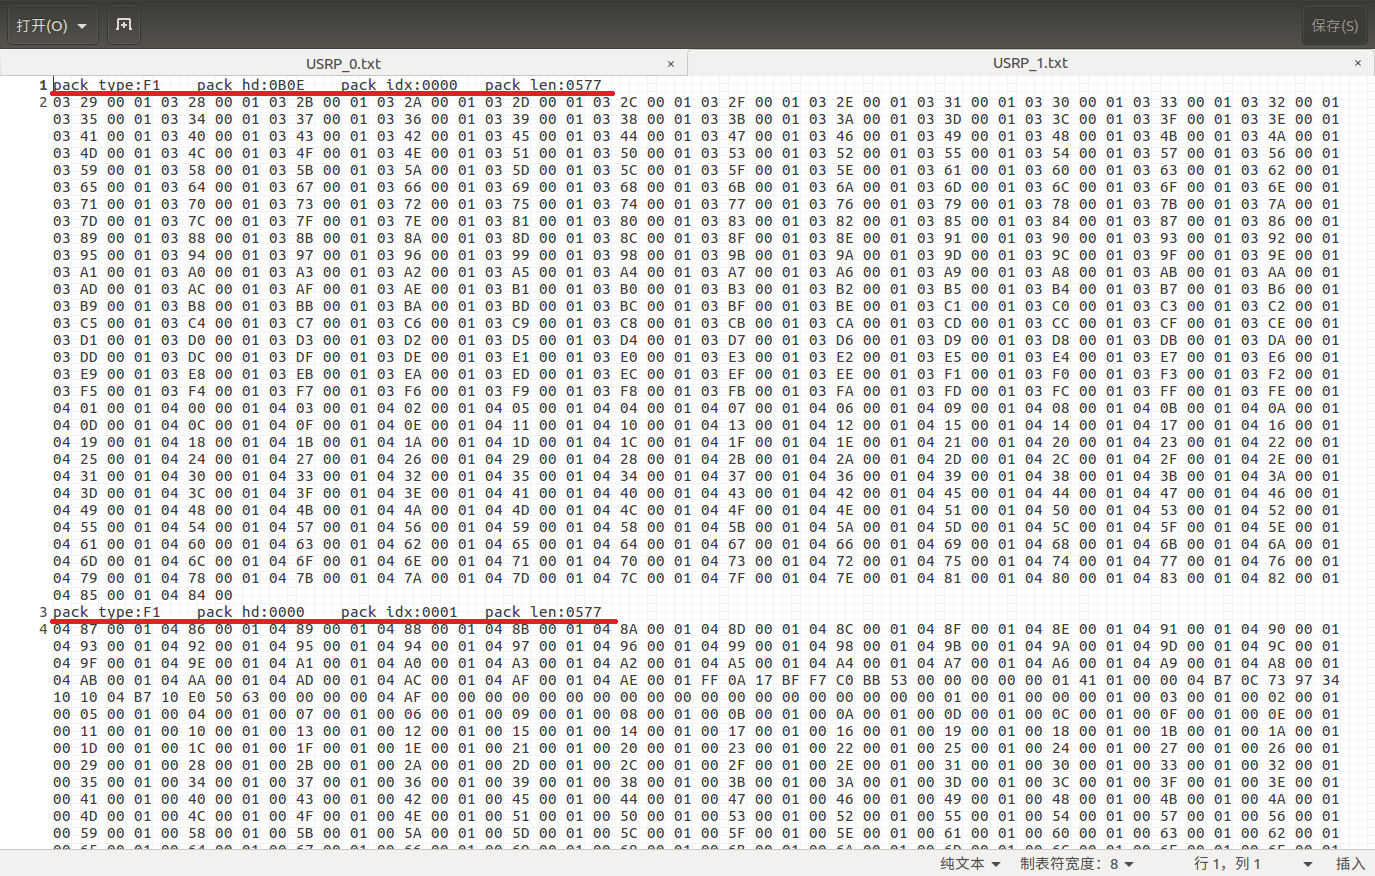 打开(O)
保存(S)
USRP_0.txt ×
USRP_1.txt ×
1 pack type:F1 pack hd:0B0E pack idx:0000 pack len:0577
2 03 29 00 01 03 28 00 01 03 2B 00 01 03 2A 00 01 03 2D 00 01 03 2C 00 01 03 2F 00 01 03 2E 00 01 03 31 00 01 03 30 00 01 03 33 00 01 03 32 00 01
03 35 00 01 03 34 00 01 03 37 00 01 03 36 00 01 03 39 00 01 03 38 00 01 03 3B 00 01 03 3A 00 01 03 3D 00 01 03 3C 00 01 03 3F 00 01 03 3E 00 01
03 41 00 01 03 40 00 01 03 43 00 01 03 42 00 01 03 45 00 01 03 44 00 01 03 47 00 01 03 46 00 01 03 49 00 01 03 48 00 01 03 4B 00 01 03 4A 00 01
03 4D 00 01 03 4C 00 01 03 4F 00 01 03 4E 00 01 03 51 00 01 03 50 00 01 03 53 00 01 03 52 00 01 03 55 00 01 03 54 00 01 03 57 00 01 03 56 00 01
03 59 00 01 03 58 00 01 03 5B 00 01 03 5A 00 01 03 5D 00 01 03 5C 00 01 03 5F 00 01 03 5E 00 01 03 61 00 01 03 60 00 01 03 63 00 01 03 62 00 01
03 65 00 01 03 64 00 01 03 67 00 01 03 66 00 01 03 69 00 01 03 68 00 01 03 6B 00 01 03 6A 00 01 03 6D 00 01 03 6C 00 01 03 6F 00 01 03 6E 00 01
03 71 00 01 03 70 00 01 03 73 00 01 03 72 00 01 03 75 00 01 03 74 00 01 03 77 00 01 03 76 00 01 03 79 00 01 03 78 00 01 03 7B 00 01 03 7A 00 01
03 7D 00 01 03 7C 00 01 03 7F 00 01 03 7E 00 01 03 81 00 01 03 80 00 01 03 83 00 01 03 82 00 01 03 85 00 01 03 84 00 01 03 87 00 01 03 86 00 01
03 89 00 01 03 88 00 01 03 8B 00 01 03 8A 00 01 03 8D 00 01 03 8C 00 01 03 8F 00 01 03 8E 00 01 03 91 00 01 03 90 00 01 03 93 00 01 03 92 00 01
03 95 00 01 03 94 00 01 03 97 00 01 03 96 00 01 03 99 00 01 03 98 00 01 03 9B 00 01 03 9A 00 01 03 9D 00 01 03 9C 00 01 03 9F 00 01 03 9E 00 01
03 A1 00 01 03 A0 00 01 03 A3 00 01 03 A2 00 01 03 A5 00 01 03 A4 00 01 03 A7 00 01 03 A6 00 01 03 A9 00 01 03 A8 00 01 03 AB 00 01 03 AA 00 01
03 AD 00 01 03 AC 00 01 03 AF 00 01 03 AE 00 01 03 B1 00 01 03 B0 00 01 03 B3 00 01 03 B2 00 01 03 B5 00 01 03 B4 00 01 03 B7 00 01 03 B6 00 01
03 B9 00 01 03 B8 00 01 03 BB 00 01 03 BA 00 01 03 BD 00 01 03 BC 00 01 03 BF 00 01 03 BE 00 01 03 C1 00 01 03 C0 00 01 03 C3 00 01 03 C2 00 01
03 C5 00 01 03 C4 00 01 03 C7 00 01 03 C6 00 01 03 C9 00 01 03 C8 00 01 03 CB 00 01 03 CA 00 01 03 CD 00 01 03 CC 00 01 03 CF 00 01 03 CE 00 01
03 D1 00 01 03 D0 00 01 03 D3 00 01 03 D2 00 01 03 D5 00 01 03 D4 00 01 03 D7 00 01 03 D6 00 01 03 D9 00 01 03 D8 00 01 03 DB 00 01 03 DA 00 01
03 DD 00 01 03 DC 00 01 03 DF 00 01 03 DE 00 01 03 E1 00 01 03 E0 00 01 03 E3 00 01 03 E2 00 01 03 E5 00 01 03 E4 00 01 03 E7 00 01 03 E6 00 01
03 E9 00 01 03 E8 00 01 03 EB 00 01 03 EA 00 01 03 ED 00 01 03 EC 00 01 03 EF 00 01 03 EE 00 01 03 F1 00 01 03 F0 00 01 03 F3 00 01 03 F2 00 01
03 F5 00 01 03 F4 00 01 03 F7 00 01 03 F6 00 01 03 F9 00 01 03 F8 00 01 03 FB 00 01 03 FA 00 01 03 FD 00 01 03 FC 00 01 03 FF 00 01 03 FE 00 01
04 01 00 01 04 00 00 01 04 03 00 01 04 02 00 01 04 05 00 01 04 04 00 01 04 07 00 01 04 06 00 01 04 09 00 01 04 08 00 01 04 0B 00 01 04 0A 00 01
04 0D 00 01 04 0C 00 01 04 0F 00 01 04 0E 00 01 04 11 00 01 04 10 00 01 04 13 00 01 04 12 00 01 04 15 00 01 04 14 00 01 04 17 00 01 04 16 00 01
04 19 00 01 04 18 00 01 04 1B 00 01 04 1A 00 01 04 1D 00 01 04 1C 00 01 04 1F 00 01 04 1E 00 01 04 21 00 01 04 20 00 01 04 23 00 01 04 22 00 01
04 25 00 01 04 24 00 01 04 27 00 01 04 26 00 01 04 29 00 01 04 28 00 01 04 2B 00 01 04 2A 00 01 04 2D 00 01 04 2C 00 01 04 2F 00 01 04 2E 00 01
04 31 00 01 04 30 00 01 04 33 00 01 04 32 00 01 04 35 00 01 04 34 00 01 04 37 00 01 04 36 00 01 04 39 00 01 04 38 00 01 04 3B 00 01 04 3A 00 01
04 3D 00 01 04 3C 00 01 04 3F 00 01 04 3E 00 01 04 41 00 01 04 40 00 01 04 43 00 01 04 42 00 01 04 45 00 01 04 44 00 01 04 47 00 01 04 46 00 01
04 49 00 01 04 48 00 01 04 4B 00 01 04 4A 00 01 04 4D 00 01 04 4C 00 01 04 4F 00 01 04 4E 00 01 04 51 00 01 04 50 00 01 04 53 00 01 04 52 00 01
04 55 00 01 04 54 00 01 04 57 00 01 04 56 00 01 04 59 00 01 04 58 00 01 04 5B 00 01 04 5A 00 01 04 5D 00 01 04 5C 00 01 04 5F 00 01 04 5E 00 01
04 61 00 01 04 60 00 01 04 63 00 01 04 62 00 01 04 65 00 01 04 64 00 01 04 67 00 01 04 66 00 01 04 69 00 01 04 68 00 01 04 6B 00 01 04 6A 00 01
04 6D 00 01 04 6C 00 01 04 6F 00 01 04 6E 00 01 04 71 00 01 04 70 00 01 04 73 00 01 04 72 00 01 04 75 00 01 04 74 00 01 04 77 00 01 04 76 00 01
04 79 00 01 04 78 00 01 04 7B 00 01 04 7A 00 01 04 7D 00 01 04 7C 00 01 04 7F 00 01 04 7E 00 01 04 81 00 01 04 80 00 01 04 83 00 01 04 82 00 01
04 85 00 01 04 84 00
3 pack type:F1 pack hd:0000 pack idx:0001 pack len:0577
4 04 87 00 01 04 86 00 01 04 89 00 01 04 88 00 01 04 8B 00 01 04 8A 00 01 04 8D 00 01 04 8C 00 01 04 8F 00 01 04 8E 00 01 04 91 00 01 04 90 00 01
04 93 00 01 04 92 00 01 04 95 00 01 04 94 00 01 04 97 00 01 04 96 00 01 04 99 00 01 04 98 00 01 04 9B 00 01 04 9A 00 01 04 9D 00 01 04 9C 00 01
04 9F 00 01 04 9E 00 01 04 A1 00 01 04 A0 00 01 04 A3 00 01 04 A2 00 01 04 A5 00 01 04 A4 00 01 04 A7 00 01 04 A6 00 01 04 A9 00 01 04 A8 00 01
04 AB 00 01 04 AA 00 01 04 AD 00 01 04 AC 00 01 04 AF 00 01 04 AE 00 01 FF 0A 17 BF F7 C0 BB 53 00 00 00 00 00 01 41 01 00 00 04 B7 0C 73 97 34
10 10 04 B7 10 E0 50 63 00 00 00 00 04 AF 00 00 00 00 00 00 00 00 00 00 00 00 00 00 00 00 00 00 00 01 00 01 00 00 00 01 00 03 00 01 00 02 00 01
00 05 00 01 00 04 00 01 00 07 00 01 00 06 00 01 00 09 00 01 00 08 00 01 00 0B 00 01 00 0A 00 01 00 0D 00 01 00 0C 00 01 00 0F 00 01 00 0E 00 01
00 11 00 01 00 10 00 01 00 13 00 01 00 12 00 01 00 15 00 01 00 14 00 01 00 17 00 01 00 16 00 01 00 19 00 01 00 18 00 01 00 1B 00 01 00 1A 00 01
00 1D 00 01 00 1C 00 01 00 1F 00 01 00 1E 00 01 00 21 00 01 00 20 00 01 00 23 00 01 00 22 00 01 00 25 00 01 00 24 00 01 00 27 00 01 00 26 00 01
00 29 00 01 00 28 00 01 00 2B 00 01 00 2A 00 01 00 2D 00 01 00 2C 00 01 00 2F 00 01 00 2E 00 01 00 31 00 01 00 30 00 01 00 33 00 01 00 32 00 01
00 35 00 01 00 34 00 01 00 37 00 01 00 36 00 01 00 39 00 01 00 38 00 01 00 3B 00 01 00 3A 00 01 00 3D 00 01 00 3C 00 01 00 3F 00 01 00 3E 00 01
00 41 00 01 00 40 00 01 00 43 00 01 00 42 00 01 00 45 00 01 00 44 00 01 00 47 00 01 00 46 00 01 00 49 00 01 00 48 00 01 00 4B 00 01 00 4A 00 01
00 4D 00 01 00 4C 00 01 00 4F 00 01 00 4E 00 01 00 51 00 01 00 50 00 01 00 53 00 01 00 52 00 01 00 55 00 01 00 54 00 01 00 57 00 01 00 56 00 01
00 59 00 01 00 58 00 01 00 5B 00 01 00 5A 00 01 00 5D 00 01 00 5C 00 01 00 5F 00 01 00 5E 00 01 00 61 00 01 00 60 00 01 00 63 00 01 00 62 00 01
纯文本 制表符宽度：8 行 1，列 1 插入